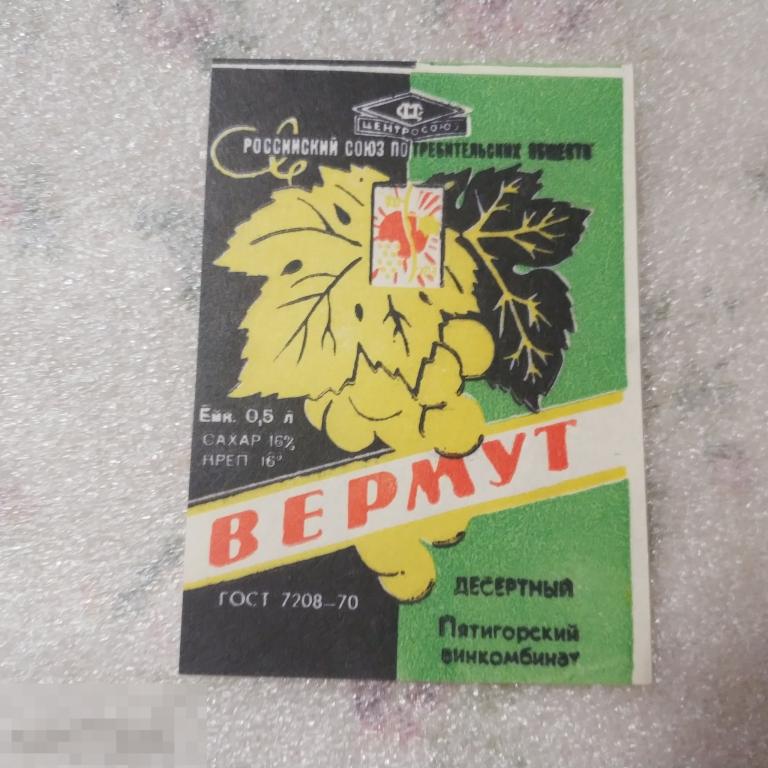 ЦЕНТРОСОЮЗ
РОССИЙСКИЙ СОЮЗ ПОТРЕБИТЕЛЬСКИХ ОБЩЕСТВ
Ёмк. 0,5 л
САХАР 16%
КРЕП 16°
ВЕРМУТ
ГОСТ 7208-70
ДЕСЕРТНЫЙ
Пятигорский
винкомбинат